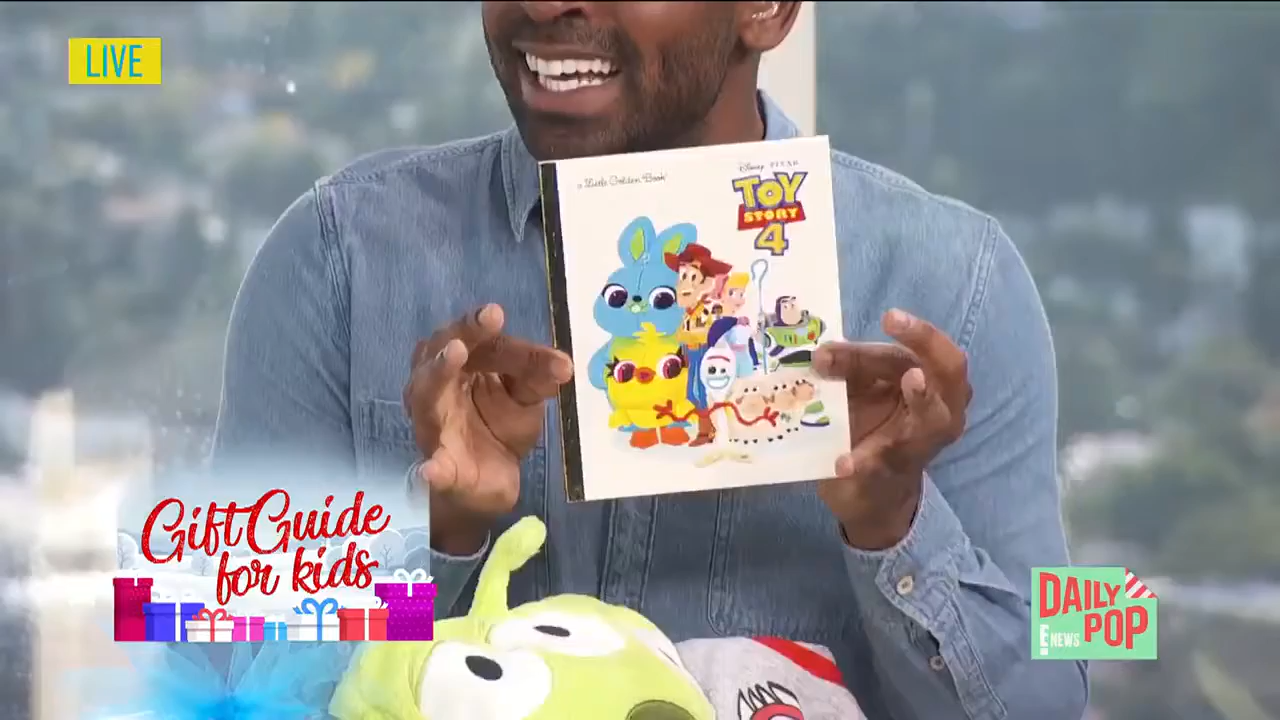 LIVE
a Little Golden Book
Disney PIXAR
TOY
STORY
4
Gift Guide
for kids
DAILY
E! NEWS POP